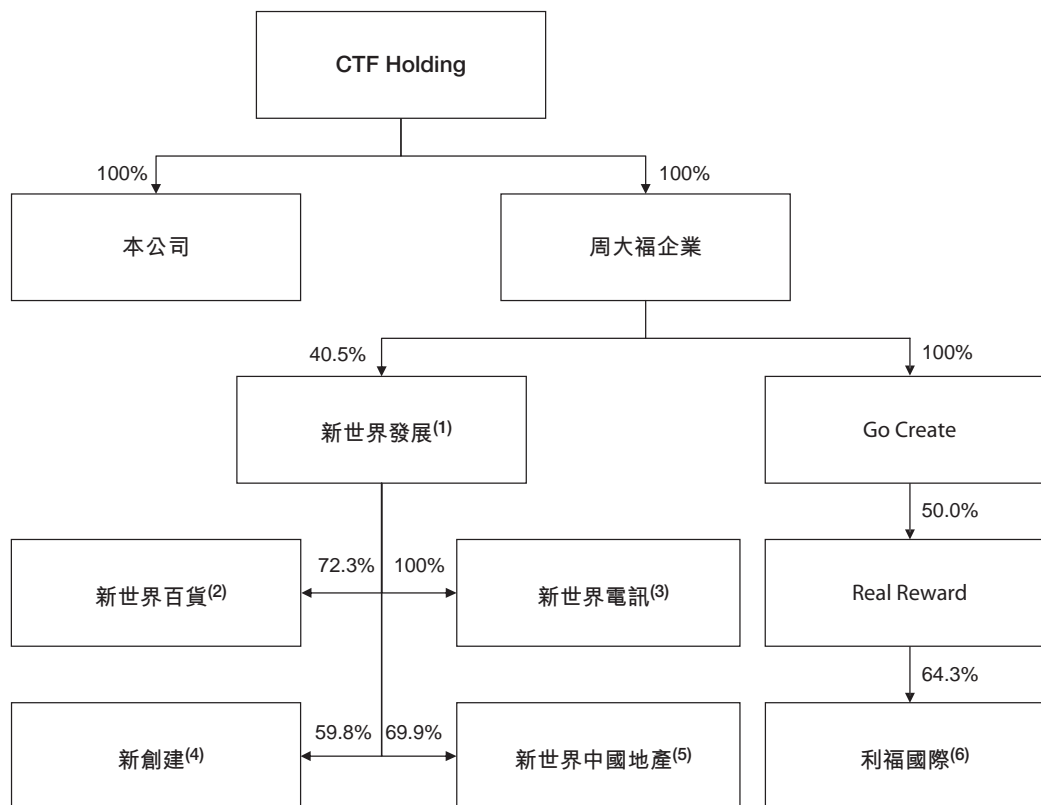 CTF Holding
100%
100%
本公司
周大福企業
40.5%
100%
新世界發展(1)
Go Create
50.0%
72.3%
100%
新世界百貨(2)
新世界電訊(3)
Real Reward
64.3%
59.8%
69.9%
新創建(4)
新世界中國地產(5)
利福國際(6)